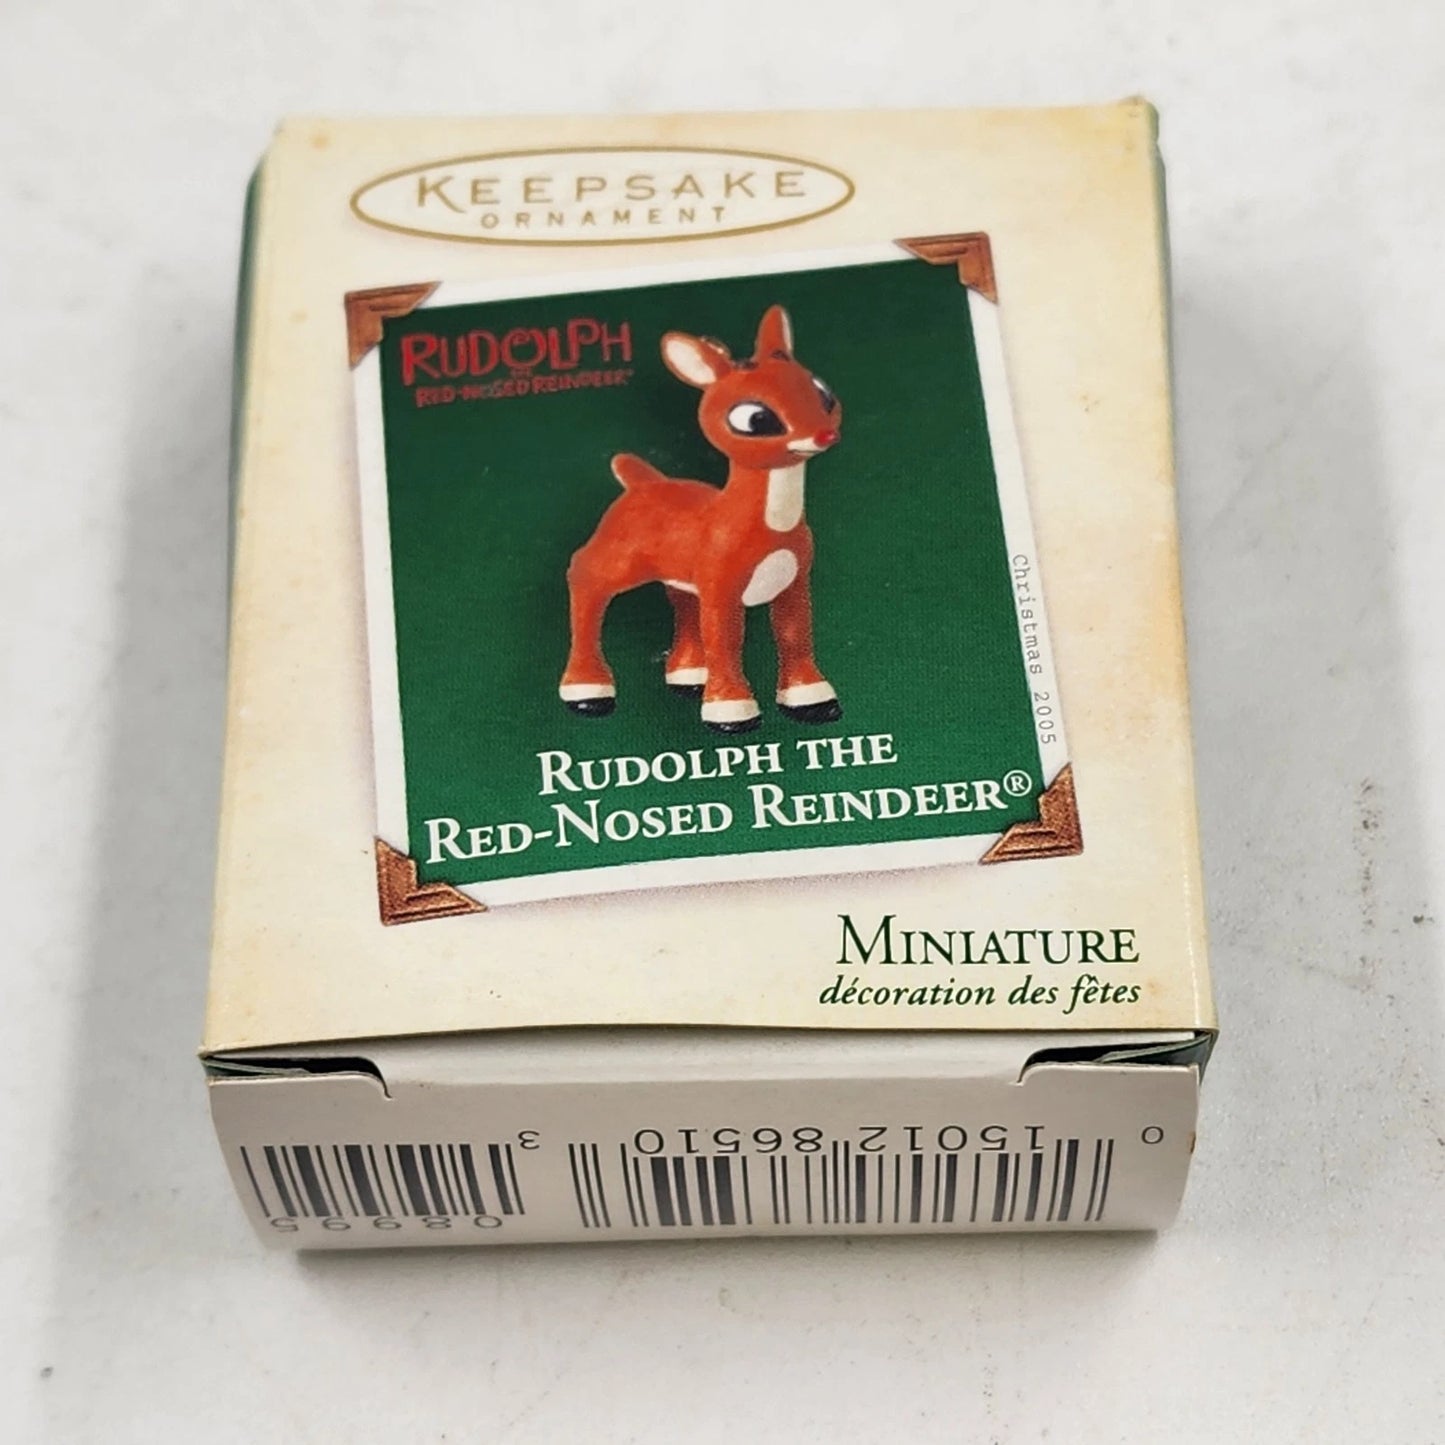 KEEPSAKE
ORNAMENT
RUDOLPH
THE
RED-NOSED REINDEER®
Christmas 2005
RUDOLPH THE
RED-NOSED REINDEER®
MINIATURE
décoration des fêtes
0 15012 86510 3
08995